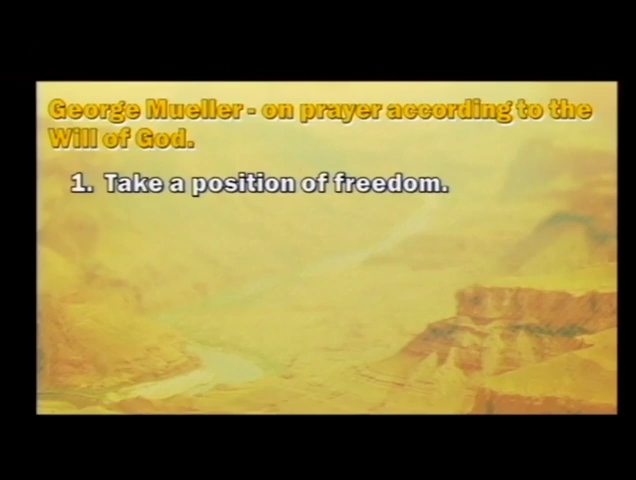 George Mueller - on prayer according to the
Will of God.
1. Take a position of freedom.